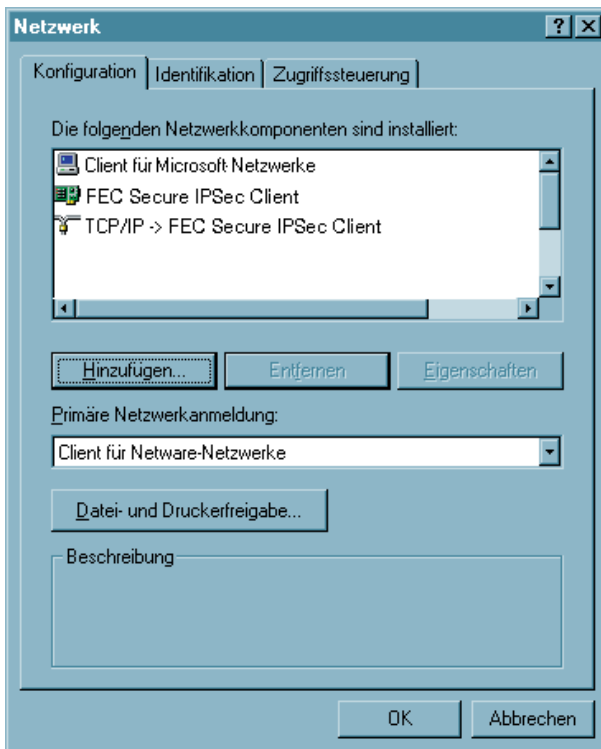 Netzwerk
Konfiguration Identifikation Zugriffssteuerung
Die folgenden Netzwerkkomponenten sind installiert:
Client für Microsoft-Netzwerke
FEC Secure IPSec Client
TCP/IP -> FEC Secure IPSec Client
Hinzufügen... Entfernen Eigenschaften
Primäre Netzwerkanmeldung:
Client für Netware-Netzwerke
Datei- und Druckerfreigabe...
Beschreibung
OK Abbrechen